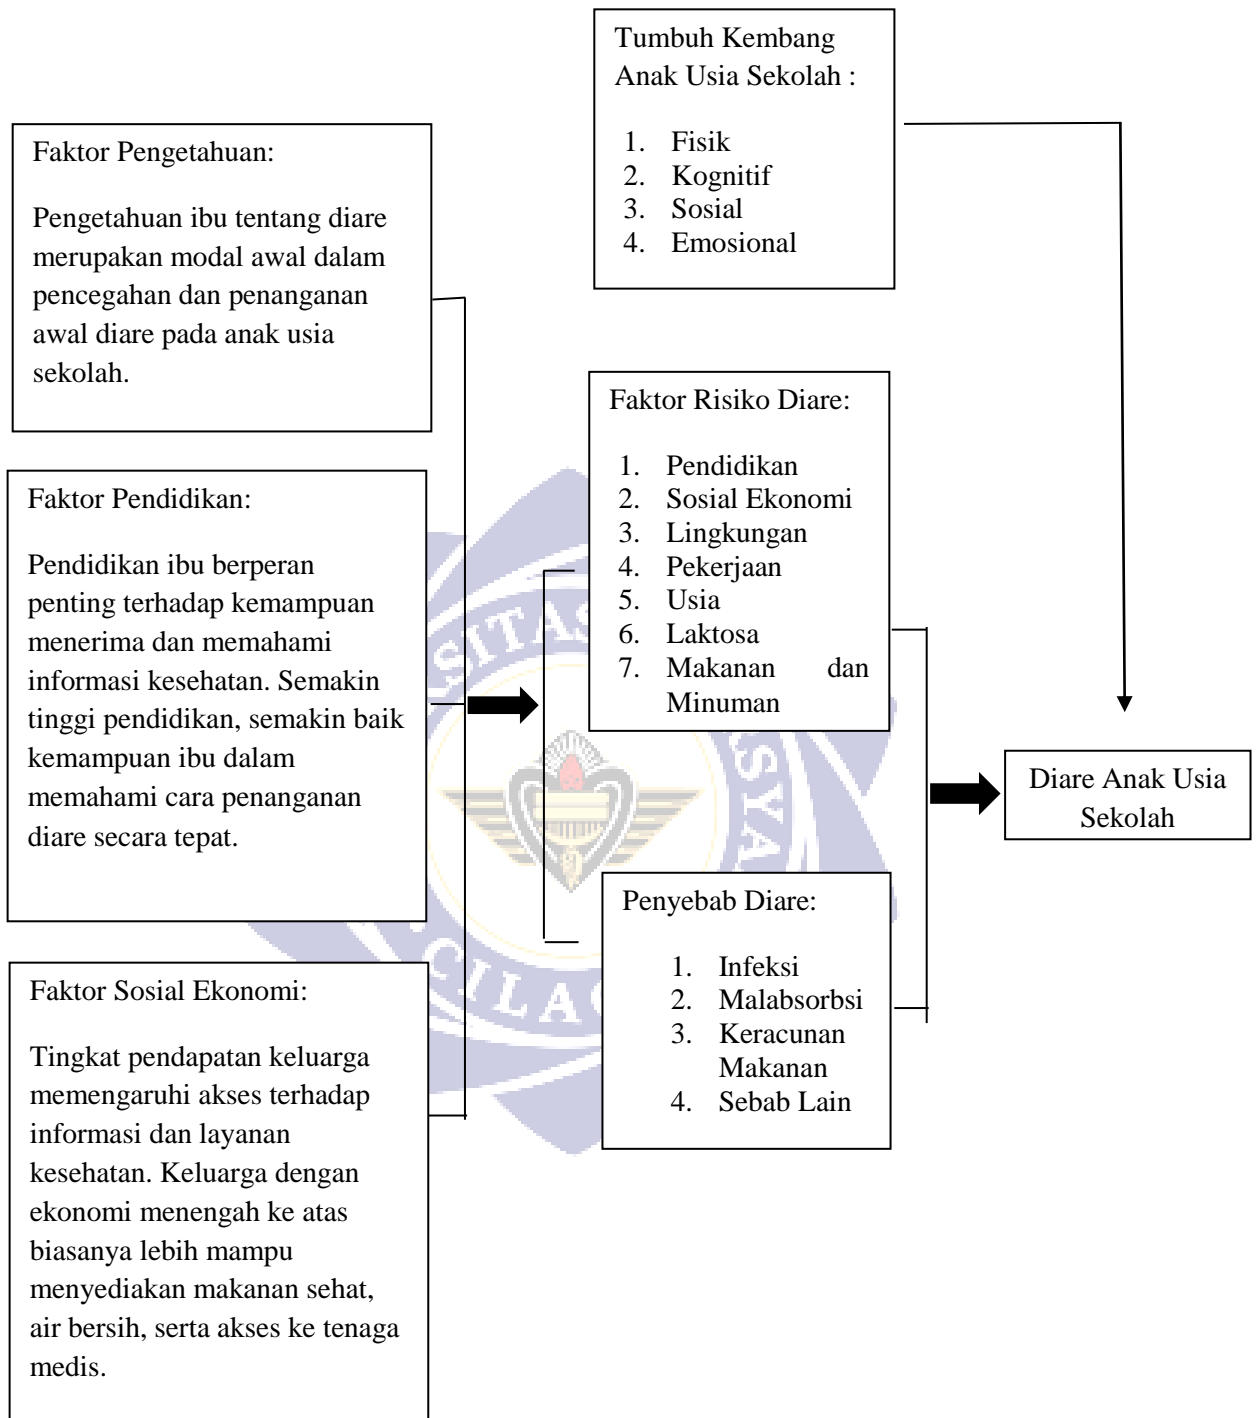 Tumbuh Kembang
Anak Usia Sekolah :
1. Fisik
2. Kognitif
3. Sosial
4. Emosional
Faktor Pengetahuan:
Pengetahuan ibu tentang diare
merupakan modal awal dalam
pencegahan dan penanganan
awal diare pada anak usia
sekolah.
Faktor Risiko Diare:
1. Pendidikan
2. Sosial Ekonomi
3. Lingkungan
4. Pekerjaan
5. Usia
6. Laktosa
7. Makanan dan
Minuman
Faktor Pendidikan:
Pendidikan ibu berperan
penting terhadap kemampuan
menerima dan memahami
informasi kesehatan. Semakin
tinggi pendidikan, semakin baik
kemampuan ibu dalam
memahami cara penanganan
diare secara tepat.
Diare Anak Usia
Sekolah
Penyebab Diare:
1. Infeksi
2. Malabsorbsi
3. Keracunan
Makanan
4. Sebab Lain
Faktor Sosial Ekonomi:
Tingkat pendapatan keluarga
memengaruhi akses terhadap
informasi dan layanan
kesehatan. Keluarga dengan
ekonomi menengah ke atas
biasanya lebih mampu
menyediakan makanan sehat,
air bersih, serta akses ke tenaga
medis.